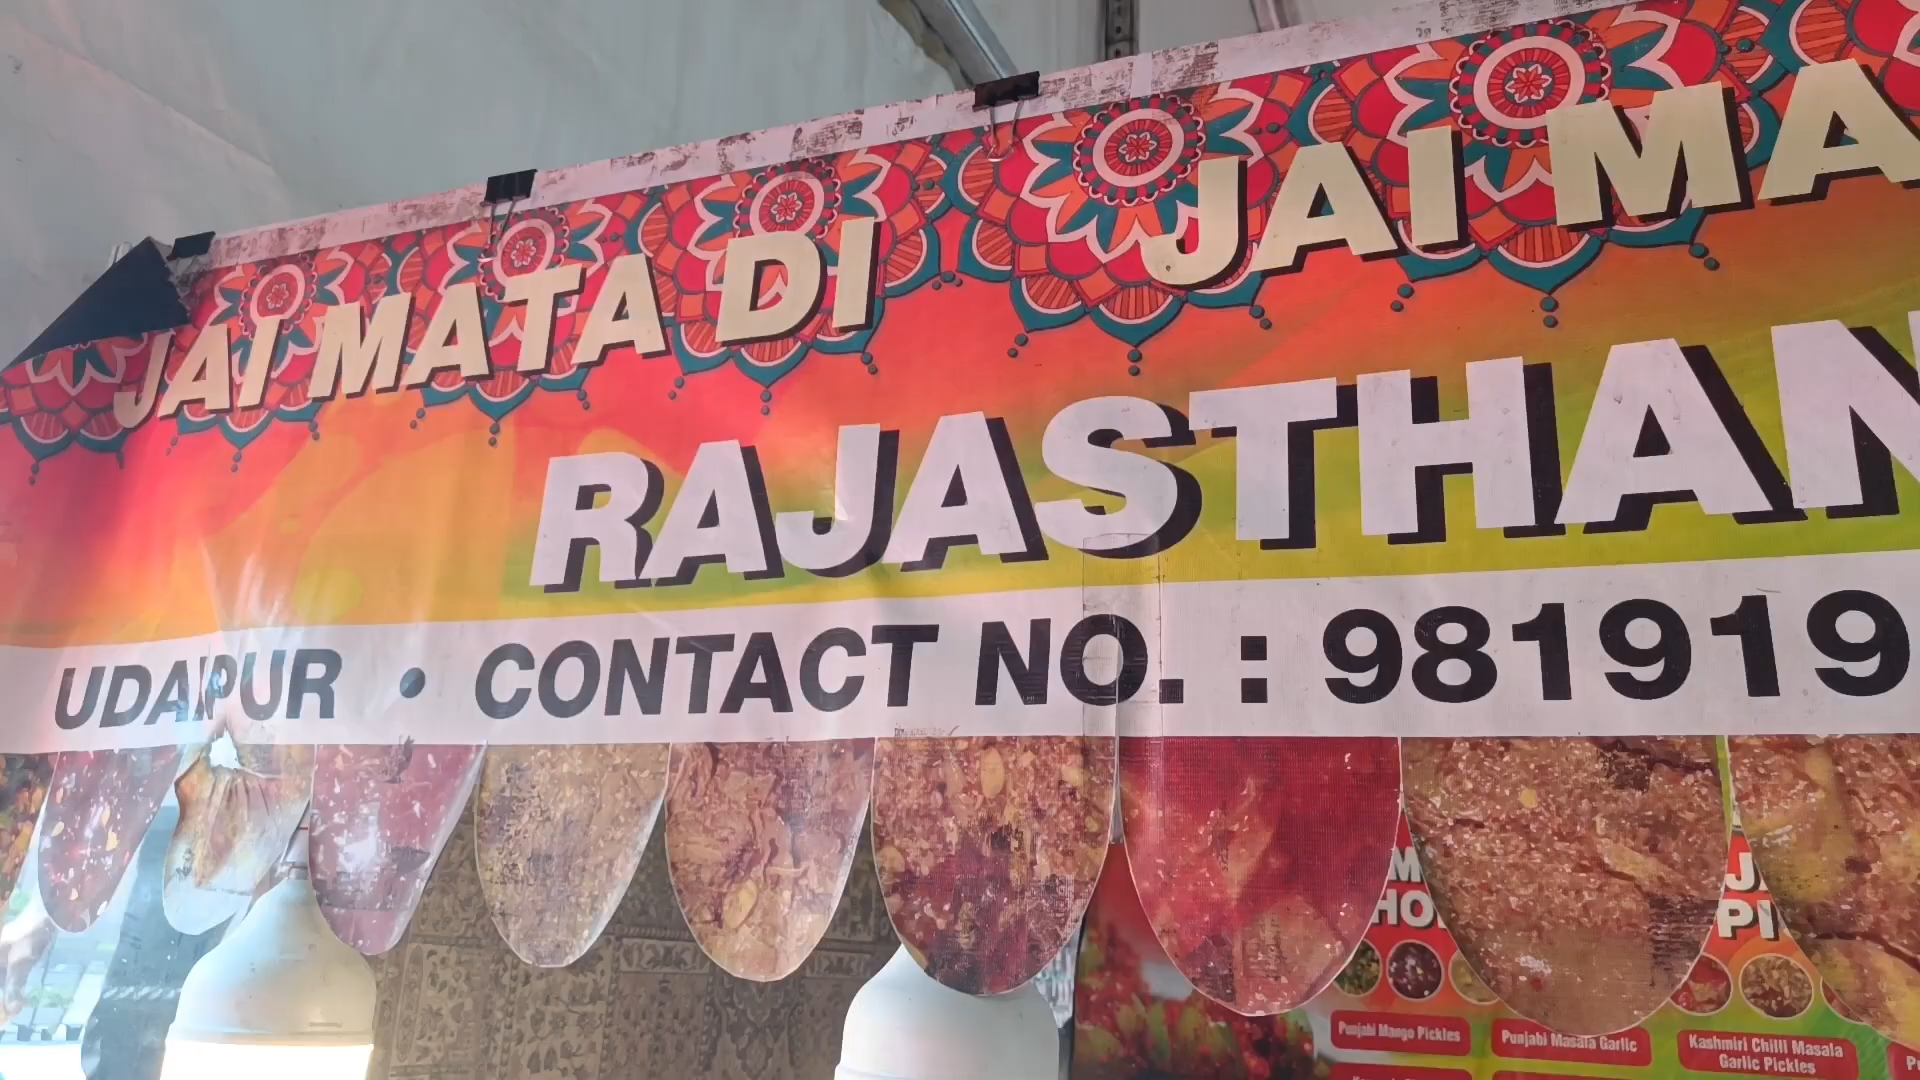 JAI MATA DI JAI MA
RAJASTHAN
UDAIPUR • CONTACT NO. : 981919
Punjabi Mango Pickles
Punjabi Masala Garlic
Kashmiri Chilli Masala
Garlic Pickles